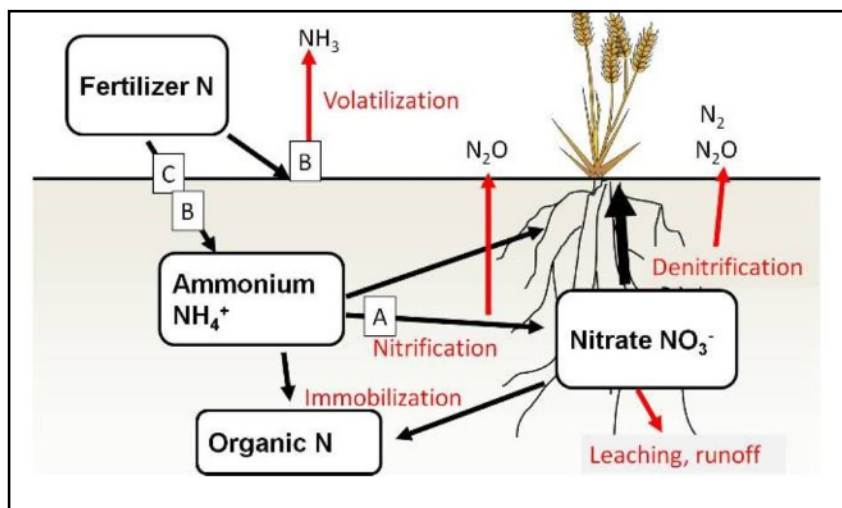 NH₃
Fertilizer N
Volatilization
N₂
N₂O
N₂O
B
C
B
Ammonium
NH₄⁺
Denitrification
A
Nitrification
Nitrate NO₃⁻
Immobilization
Organic N
Leaching, runoff